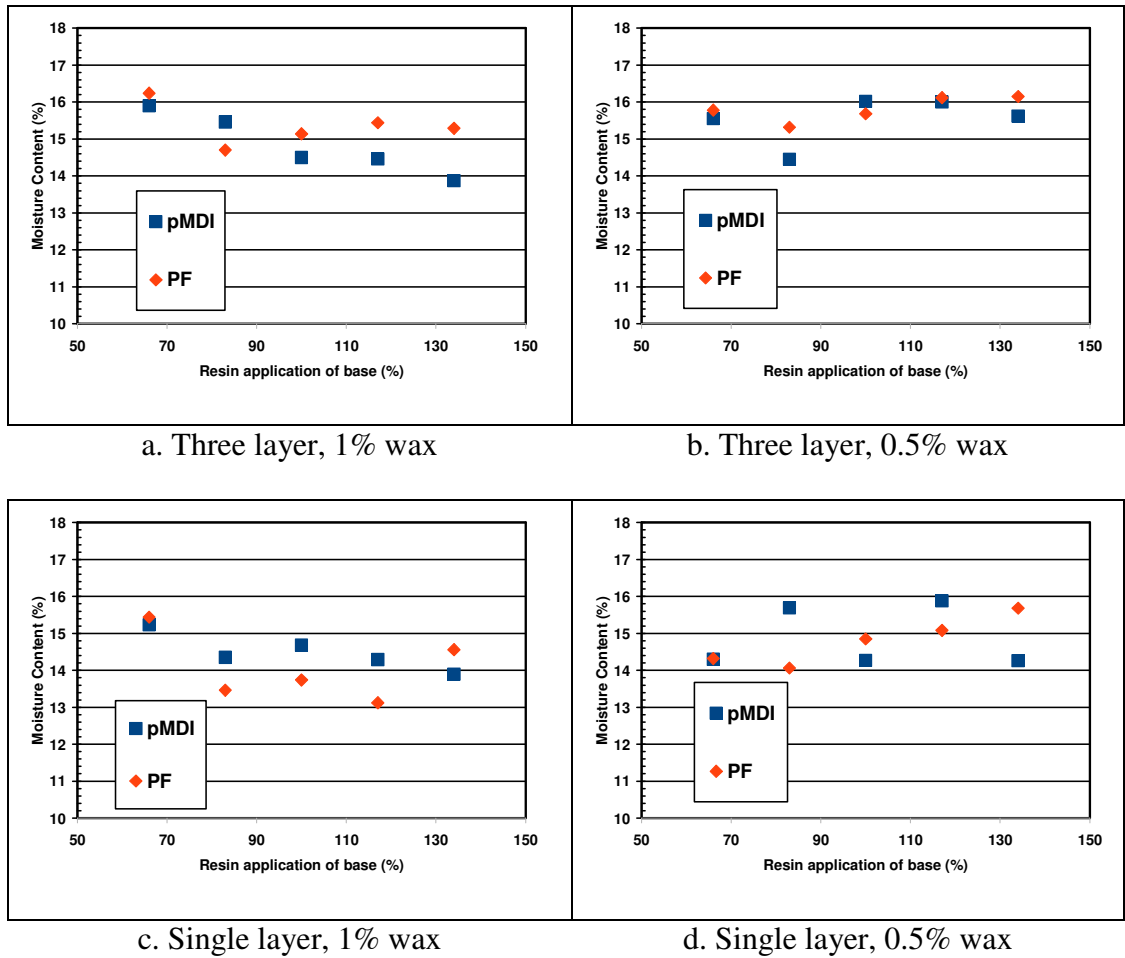 18
17
16
15
14
13
12
11
10
Moisture Content (%)
pMDI
PF
50 70 90 110 130 150
Resin application of base (%)
a. Three layer, 1% wax
18
17
16
15
14
13
12
11
10
Moisture Content (%)
pMDI
PF
50 70 90 110 130 150
Resin application of base (%)
b. Three layer, 0.5% wax
18
17
16
15
14
13
12
11
10
Moisture Content (%)
pMDI
PF
50 70 90 110 130 150
Resin application of base (%)
c. Single layer, 1% wax
18
17
16
15
14
13
12
11
10
Moisture Content (%)
pMDI
PF
50 70 90 110 130 150
Resin application of base (%)
d. Single layer, 0.5% wax